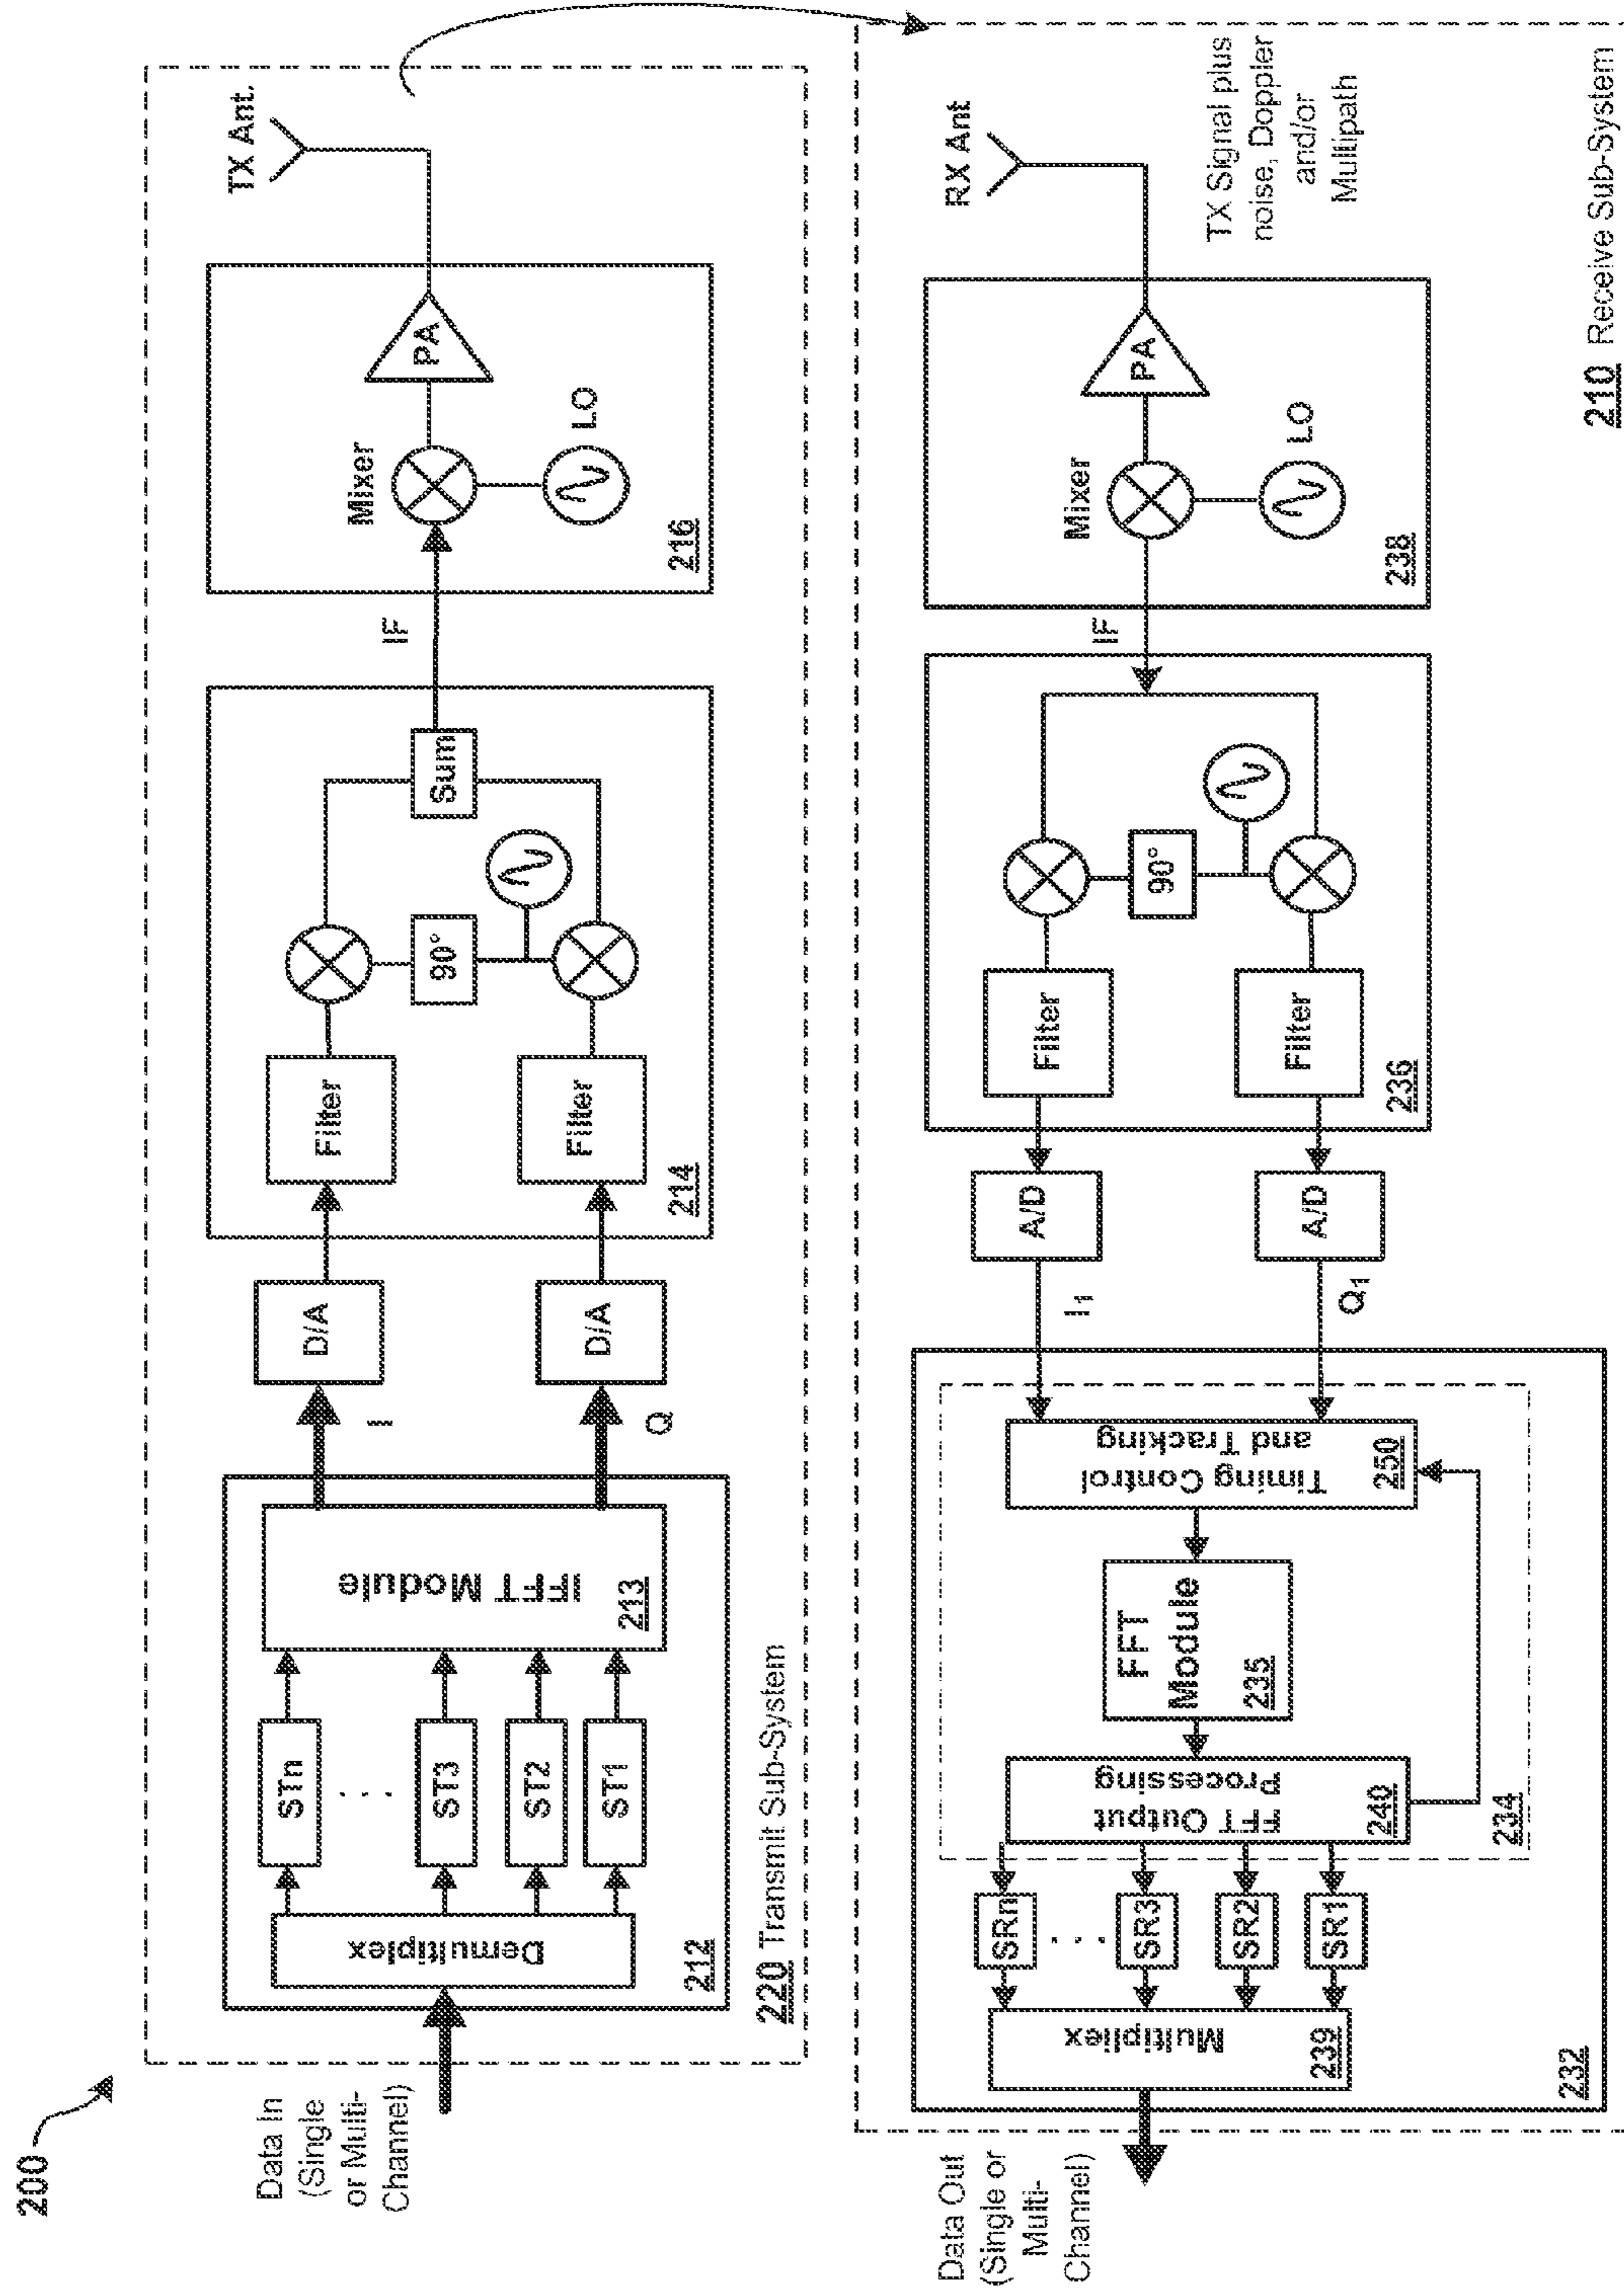 200
Data In
(Single
or Multi-
Channel)
Demultiplex
212
STn
. . .
ST3
ST2
ST1
IFFT Module
213
I
Q
D/A
D/A
Filter
Filter
90°
Sum
214
IF
Mixer
PA
LO
216
TX Ant.
220 Transmit Sub-System
Data Out
(Single or
Multi-
Channel)
Multiplex
239
SRn
. . .
SR3
SR2
SR1
FFT Output
Processing
240
FFT
Module
235
Timing Control
and Tracking
250
234
232
I1
Q1
A/D
A/D
Filter
Filter
90°
236
IF
Mixer
PA
LO
238
RX Ant
TX Signal plus
noise, Doppler
and/or
Multipath
210 Receive Sub-System